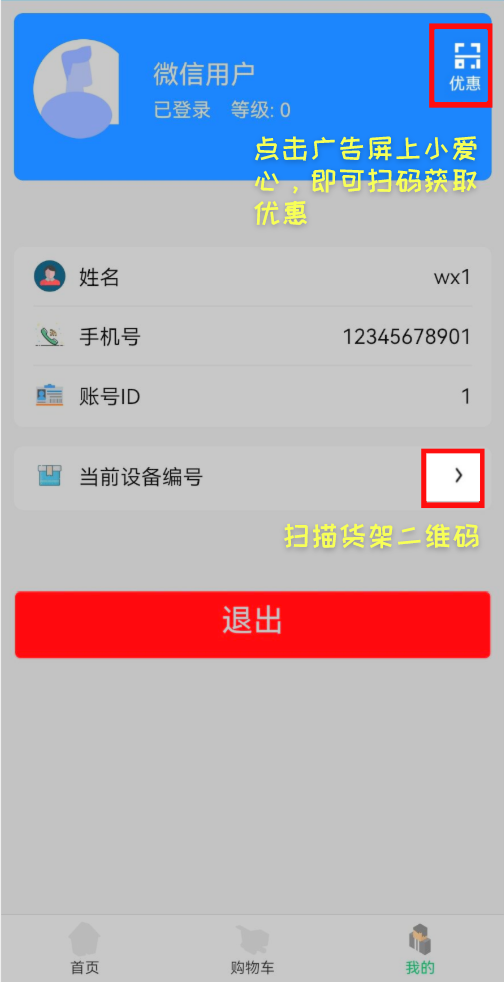 微信用户
已登录 等级: 0
优惠
点击广告屏上小爱
心，即可扫码获取
优惠
姓名 wx1
手机号 12345678901
账号ID 1
当前设备编号
扫描货架二维码
退出
首页 购物车 我的